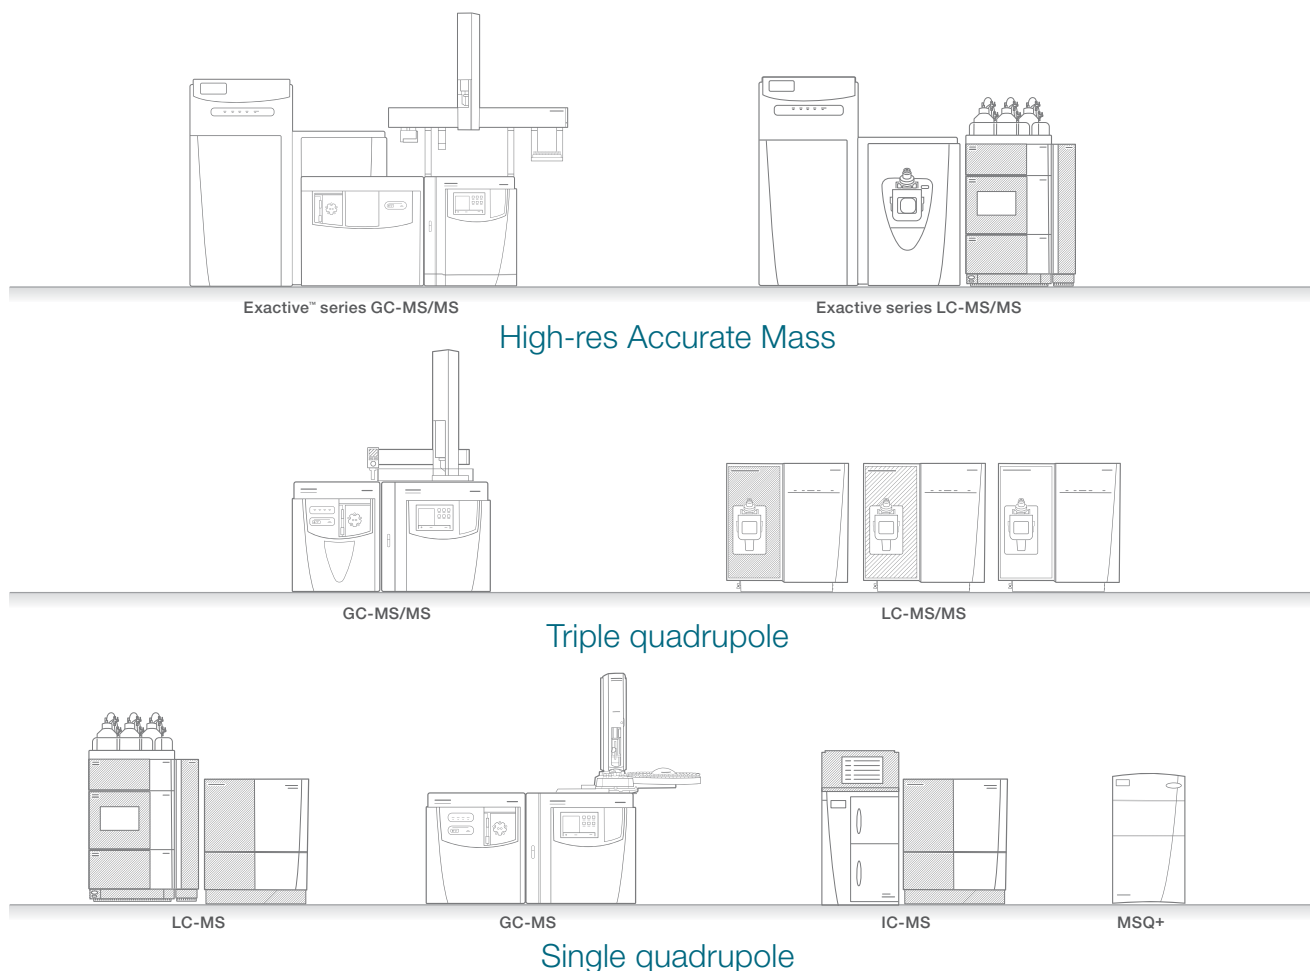 Exactive™ series GC-MS/MS
Exactive series LC-MS/MS
High-res Accurate Mass
GC-MS/MS
LC-MS/MS
Triple quadrupole
LC-MS
GC-MS
IC-MS
MSQ+
Single quadrupole